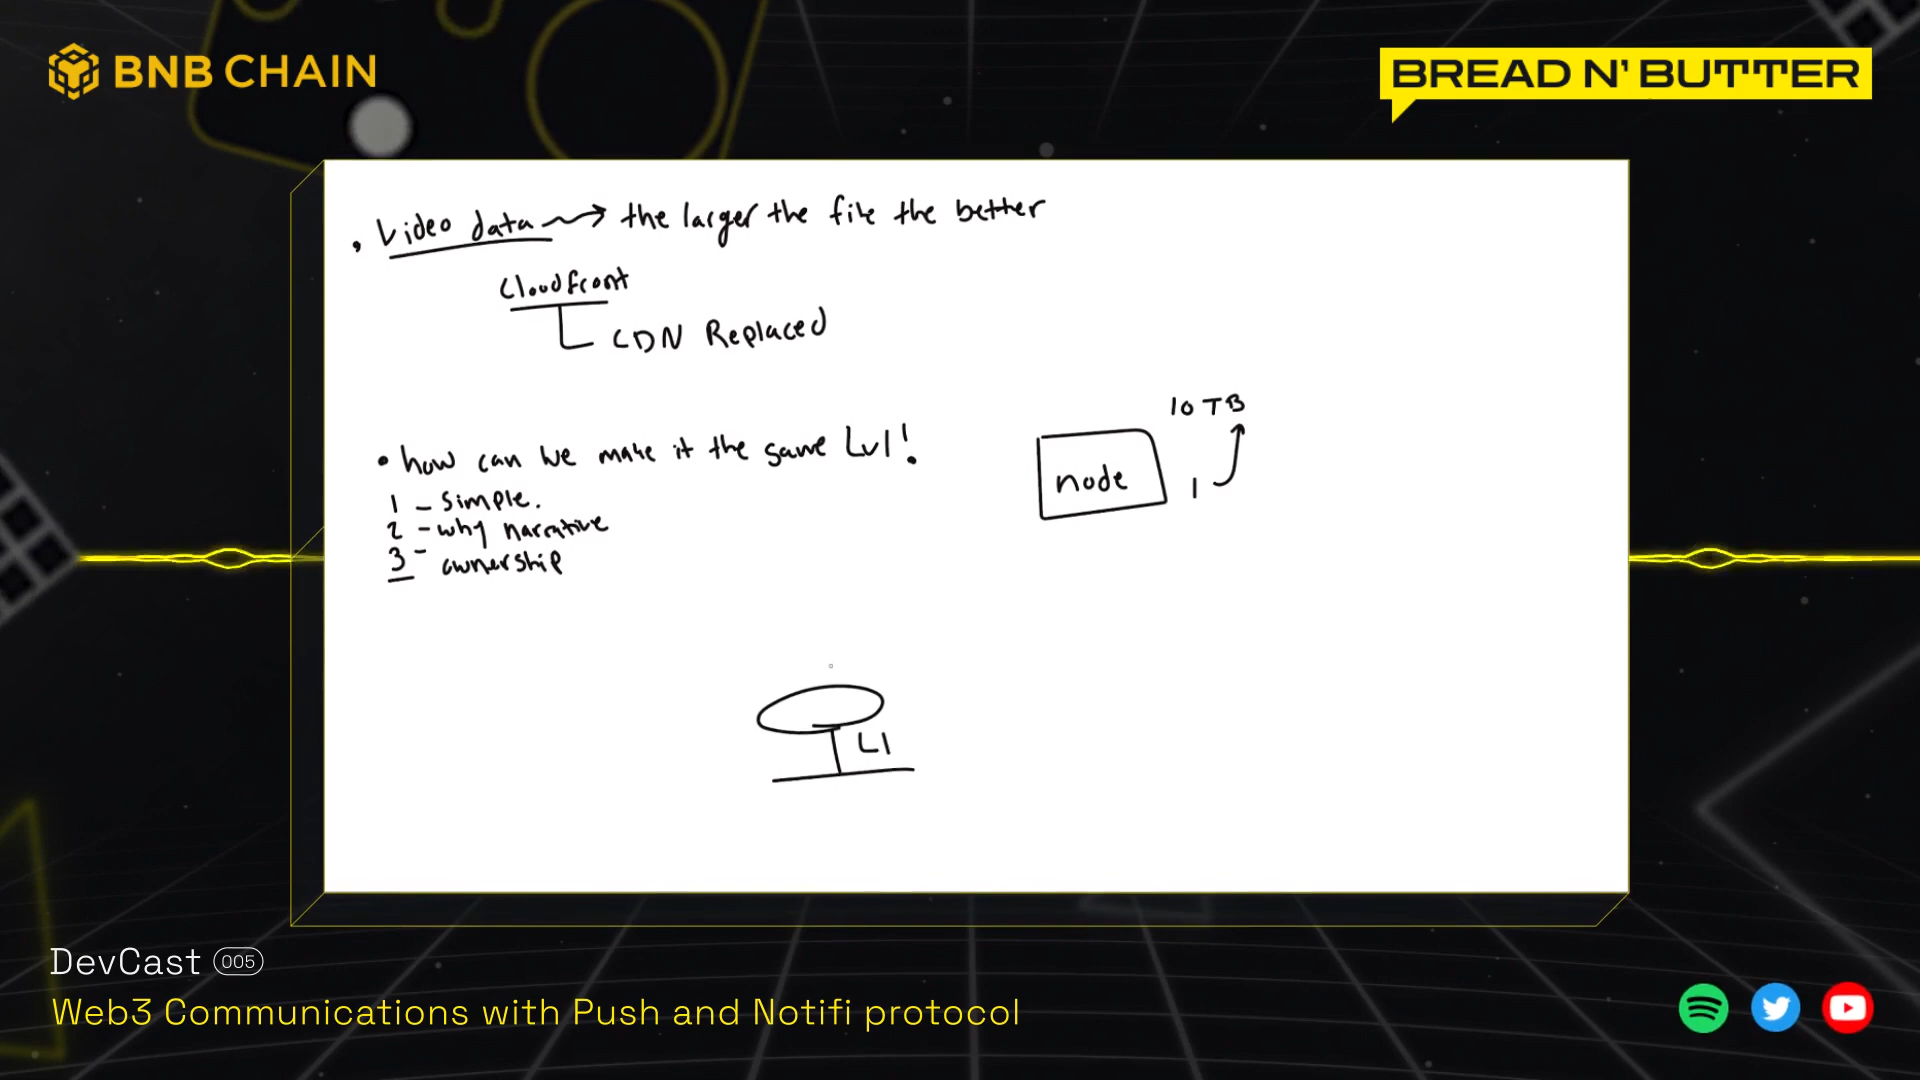 BNB CHAIN
BREAD N' BUTTER
Video data → the larger the file the better
Cloudfront
CDN Replaced
10 TB
• how can we make it the same Lvl!
node 1
1 - Simple.
2 - why narrative
3 - ownership
L1
DevCast 005
Web3 Communications with Push and Notifi protocol